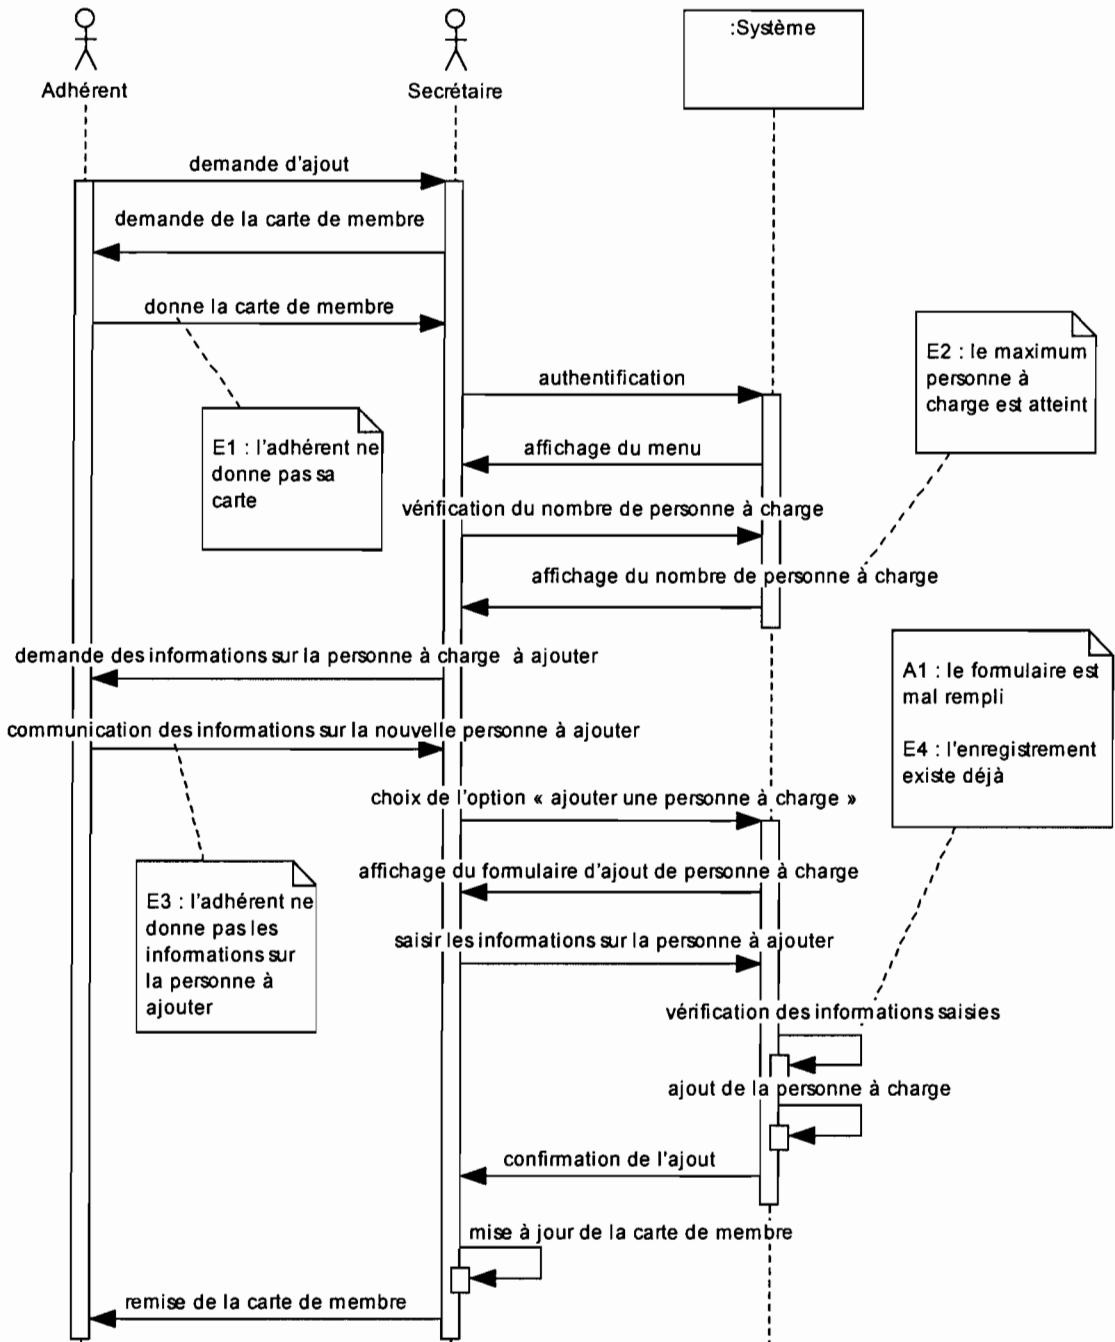 Adhérent
Secrétaire
:Système
demande d'ajout
demande de la carte de membre
donne la carte de membre
E2 : le maximum
personne à
charge est atteint
authentification
E1 : l'adhérent ne
donne pas sa
carte
affichage du menu
vérification du nombre de personne à charge
affichage du nombre de personne à charge
demande des informations sur la personne à charge à ajouter
A1 : le formulaire est
mal rempli
E4 : l'enregistrement
existe déjà
communication des informations sur la nouvelle personne à ajouter
choix de l'option « ajouter une personne à charge »
affichage du formulaire d'ajout de personne à charge
E3 : l'adhérent ne
donne pas les
informations sur
la personne à
ajouter
saisir les informations sur la personne à ajouter
vérification des informations saisies
ajout de la personne à charge
confirmation de l'ajout
mise à jour de la carte de membre
remise de la carte de membre